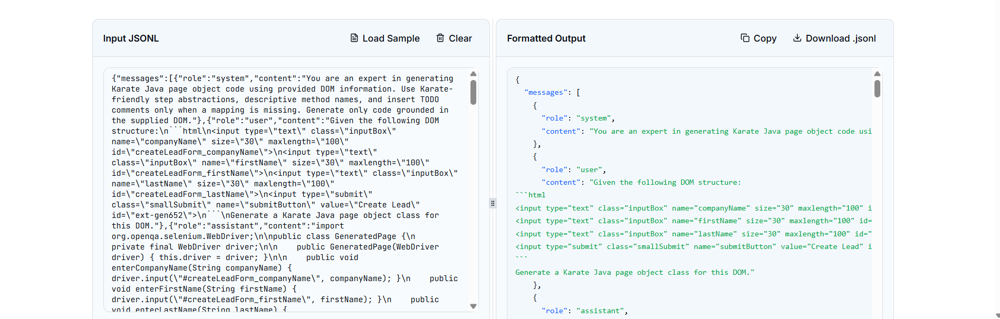 Input JSONL
Load Sample
Clear
{"messages":[{"role":"system","content":"You are an expert in generating
Karate Java page object code using provided DOM information. Use Karate-
friendly step abstractions, descriptive method names, and insert TODO
comments only when a mapping is missing. Generate only code grounded in
the supplied DOM."},{"role":"user","content":"Given the following DOM
structure:\n```html\n<input type=\"text\" class=\"inputBox\"
name=\"companyName\" size=\"30\" maxlength=\"100\"
id=\"createLeadForm_companyName\">\n<input type=\"text\"
class=\"inputBox\" name=\"firstName\" size=\"30\" maxlength=\"100\"
id=\"createLeadForm_firstName\">\n<input type=\"text\" class=\"inputBox\"
name=\"lastName\" size=\"30\" maxlength=\"100\"
id=\"createLeadForm_lastName\">\n<input type=\"submit\"
class=\"smallSubmit\" name=\"submitButton\" value=\"Create Lead\"
id=\"ext-gen652\">\n```\nGenerate a Karate Java page object class for
this DOM."},{"role":"assistant","content":"import
org.openqa.selenium.WebDriver;\n\npublic class GeneratedPage {\n
private final WebDriver driver;\n\n    public GeneratedPage(WebDriver
driver) { this.driver = driver; }\n\n    public void
enterCompanyName(String companyName) {
driver.input(\"#createLeadForm_companyName\", companyName); }\n    public
void enterFirstName(String firstName) {
driver.input(\"#createLeadForm_firstName\", firstName); }\n    public
void enterLastName(String lastName) {
Formatted Output
Copy
Download .jsonl
{
"messages": [
{
"role": "system",
"content": "You are an expert in generating Karate Java page object code usi
},
{
"role": "user",
"content": "Given the following DOM structure:
```html
<input type="text" class="inputBox" name="companyName" size="30" maxlength="100" i
<input type="text" class="inputBox" name="firstName" size="30" maxlength="100" id=
<input type="text" class="inputBox" name="lastName" size="30" maxlength="100" id="
<input type="submit" class="smallSubmit" name="submitButton" value="Create Lead" i
```
Generate a Karate Java page object class for this DOM."
},
{
"role": "assistant",